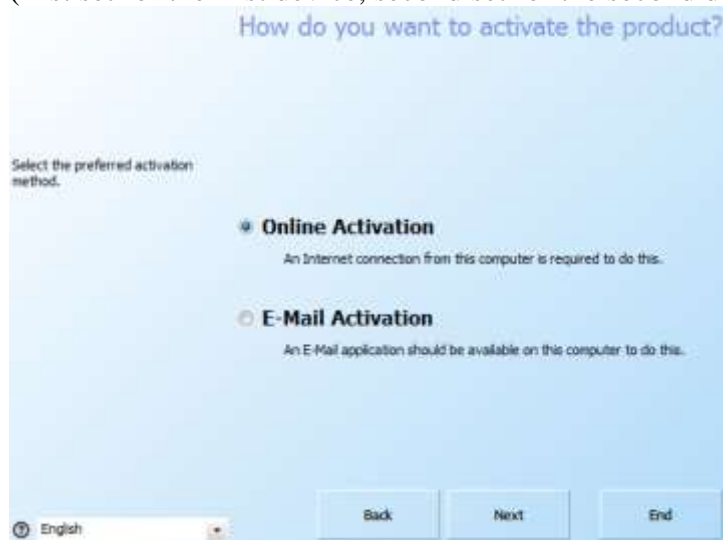 How do you want to activate the product?
Select the preferred activation
method.
Online Activation
An Internet connection from this computer is required to do this.
E-Mail Activation
An E-Mail application should be available on this computer to do this.
Back Next End
English